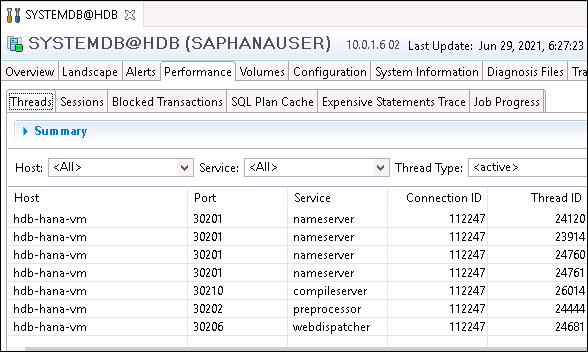 SYSTEMDB@HDB
SYSTEMDB@HDB (SAPHANAUSER) 10.0.1.6 02 Last Update: Jun 29, 2021, 6:27:23
Overview Landscape Alerts Performance Volumes Configuration System Information Diagnosis Files Tra
Threads Sessions Blocked Transactions SQL Plan Cache Expensive Statements Trace Job Progress
Summary
Host: <All> Service: <All> Thread Type: <active>
Host Port Service Connection ID Thread ID
hdb-hana-vm 30201 nameserver 112247 24120
hdb-hana-vm 30201 nameserver 112247 23914
hdb-hana-vm 30201 nameserver 112247 24760
hdb-hana-vm 30201 nameserver 112247 24761
hdb-hana-vm 30210 compileserver 112247 26014
hdb-hana-vm 30202 preprocessor 112247 24444
hdb-hana-vm 30206 webdispatcher 112247 24681